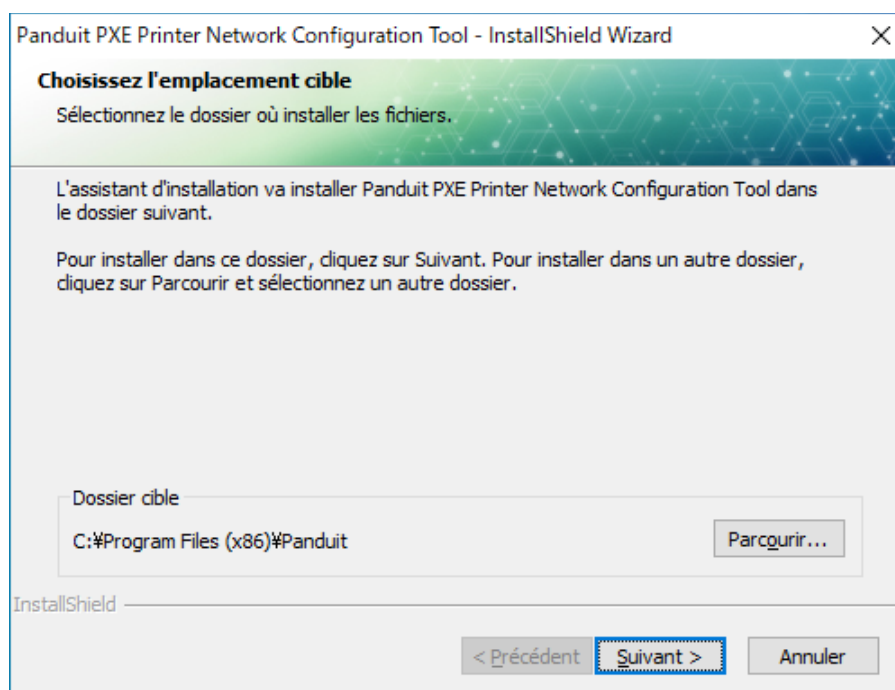 Panduit PXE Printer Network Configuration Tool - InstallShield Wizard
Choisissez l'emplacement cible
Sélectionnez le dossier où installer les fichiers.
L'assistant d'installation va installer Panduit PXE Printer Network Configuration Tool dans
le dossier suivant.
Pour installer dans ce dossier, cliquez sur Suivant. Pour installer dans un autre dossier,
cliquez sur Parcourir et sélectionnez un autre dossier.
Dossier cible
C:¥Program Files (x86)¥Panduit
Parcourir...
InstallShield
< Précédent
Suivant >
Annuler